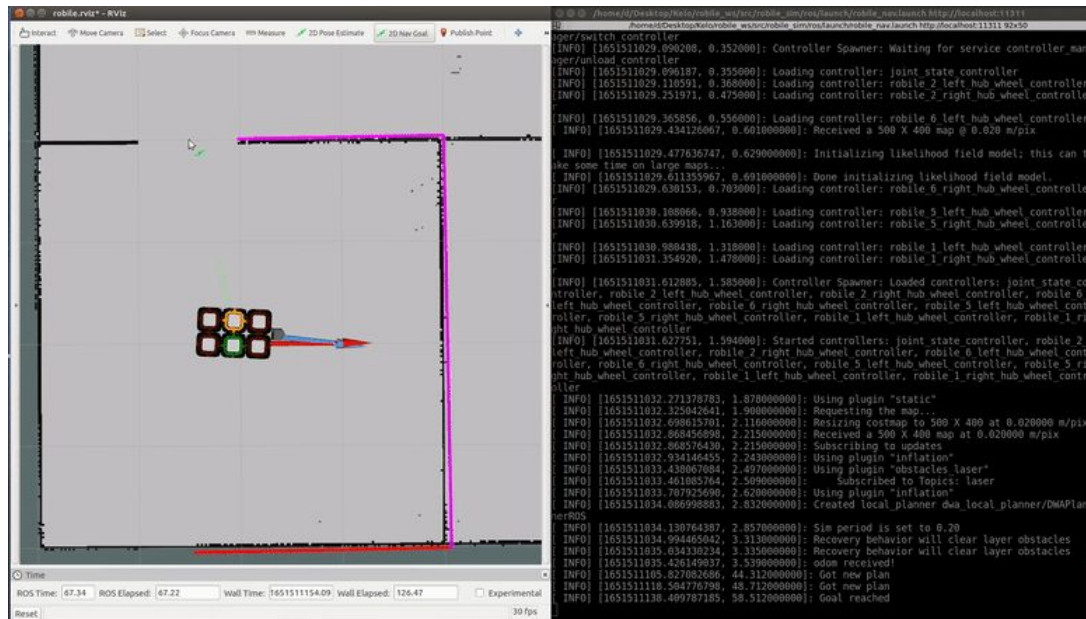 robile.rviz* - RViz
Interact Move Camera Select Focus Camera Measure 2D Pose Estimate 2D Nav Goal Publish Point
Time
ROS Time: 67.34 ROS Elapsed: 67.22 Wall Time: 1651511154.09 Wall Elapsed: 126.47 Experimental
Reset 30 fps
/home/d/Desktop/Kelo/robile_ws/src/robile_sim/ros/launch/robile_nav.launch http://localhost:11311
/home/d/Desktop/Kelo/robile_ws/src/robile_sim/ros/launch/robile_nav.launch http://localhost:11311 92x50
ager/switch_controller
[INFO] [1651511029.090208, 0.352000]: Controller Spawner: Waiting for service controller_man
ager/unload_controller
[INFO] [1651511029.096187, 0.355000]: Loading controller: joint_state_controller
[INFO] [1651511029.110591, 0.368000]: Loading controller: robile_2_left_hub_wheel_controller
[INFO] [1651511029.251971, 0.475000]: Loading controller: robile_2_right_hub_wheel_controlle
r
[INFO] [1651511029.365856, 0.556000]: Loading controller: robile_6_left_hub_wheel_controller
[ INFO] [1651511029.434126067, 0.601000000]: Received a 500 X 400 map @ 0.020 m/pix
[ INFO] [1651511029.477636747, 0.629000000]: Initializing likelihood field model; this can t
ake some time on large maps...
[ INFO] [1651511029.611355967, 0.691000000]: Done initializing likelihood field model.
[INFO] [1651511029.630153, 0.703000]: Loading controller: robile_6_right_hub_wheel_controlle
r
[INFO] [1651511030.108066, 0.938000]: Loading controller: robile_5_left_hub_wheel_controller
[INFO] [1651511030.639918, 1.163000]: Loading controller: robile_5_right_hub_wheel_controlle
r
[INFO] [1651511030.980438, 1.318000]: Loading controller: robile_1_left_hub_wheel_controller
[INFO] [1651511031.354920, 1.478000]: Loading controller: robile_1_right_hub_wheel_controlle
r
[INFO] [1651511031.612885, 1.585000]: Controller Spawner: Loaded controllers: joint_state_co
ntroller, robile_2_left_hub_wheel_controller, robile_2_right_hub_wheel_controller, robile_6_
left_hub_wheel_controller, robile_6_right_hub_wheel_controller, robile_5_left_hub_wheel_cont
roller, robile_5_right_hub_wheel_controller, robile_1_left_hub_wheel_controller, robile_1_ri
ght_hub_wheel_controller
[INFO] [1651511031.627751, 1.594000]: Started controllers: joint_state_controller, robile_2_
left_hub_wheel_controller, robile_2_right_hub_wheel_controller, robile_6_left_hub_wheel_cont
roller, robile_6_right_hub_wheel_controller, robile_5_left_hub_wheel_controller, robile_5_ri
ght_hub_wheel_controller, robile_1_left_hub_wheel_controller, robile_1_right_hub_wheel_contr
oller
[ INFO] [1651511032.271378783, 1.878000000]: Using plugin "static"
[ INFO] [1651511032.325042641, 1.900000000]: Requesting the map...
[ INFO] [1651511032.698615701, 2.116000000]: Resizing costmap to 500 X 400 at 0.020000 m/pix
[ INFO] [1651511032.868456898, 2.215000000]: Received a 500 X 400 map at 0.020000 m/pix
[ INFO] [1651511032.868576430, 2.215000000]: Subscribing to updates
[ INFO] [1651511032.934146455, 2.243000000]: Using plugin "inflation"
[ INFO] [1651511033.438067084, 2.497000000]: Using plugin "obstacles_laser"
[ INFO] [1651511033.461085764, 2.509000000]: Subscribed to Topics: laser
[ INFO] [1651511033.707925690, 2.620000000]: Using plugin "inflation"
[ INFO] [1651511034.086998883, 2.832000000]: Created local_planner dwa_local_planner/DWAPlan
nerROS
[ INFO] [1651511034.130764387, 2.857000000]: Sim period is set to 0.20
[ INFO] [1651511034.994465042, 3.313000000]: Recovery behavior will clear layer obstacles
[ INFO] [1651511035.034330234, 3.335000000]: Recovery behavior will clear layer obstacles
[ INFO] [1651511035.426149037, 3.539000000]: odom received!
[ INFO] [1651511105.827082686, 44.312000000]: Got new plan
[ INFO] [1651511118.504776798, 48.712000000]: Got new plan
[ INFO] [1651511138.409787185, 58.512000000]: Goal reached